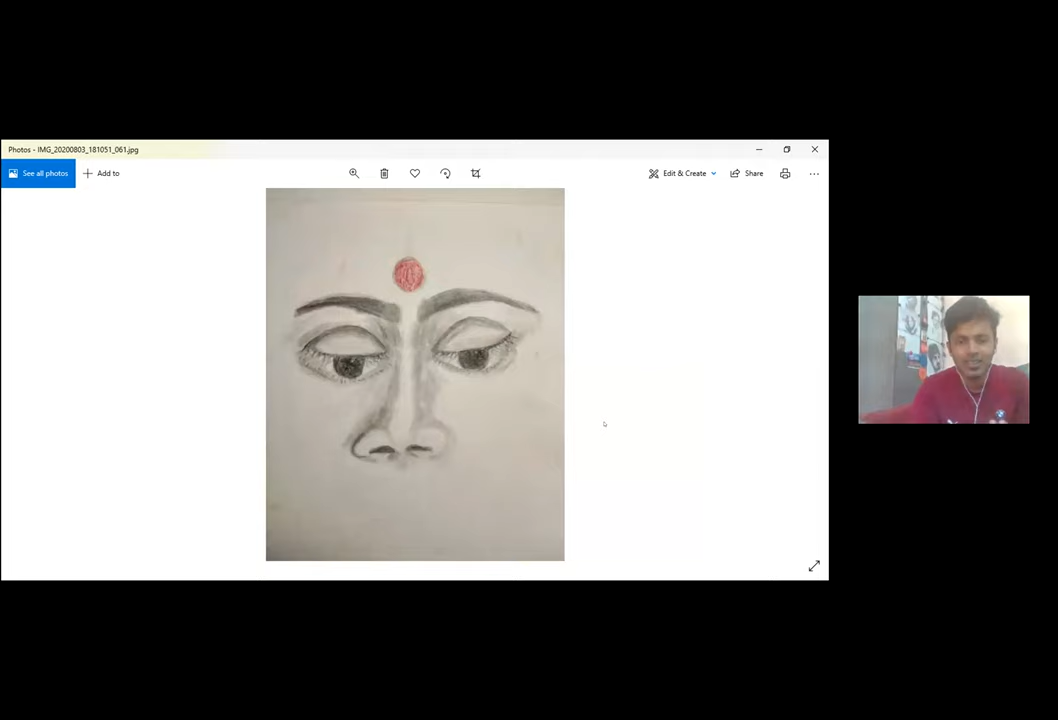 Photos - IMG_20200803_181051_061.jpg
See all photos
Add to
Edit & Create
Share